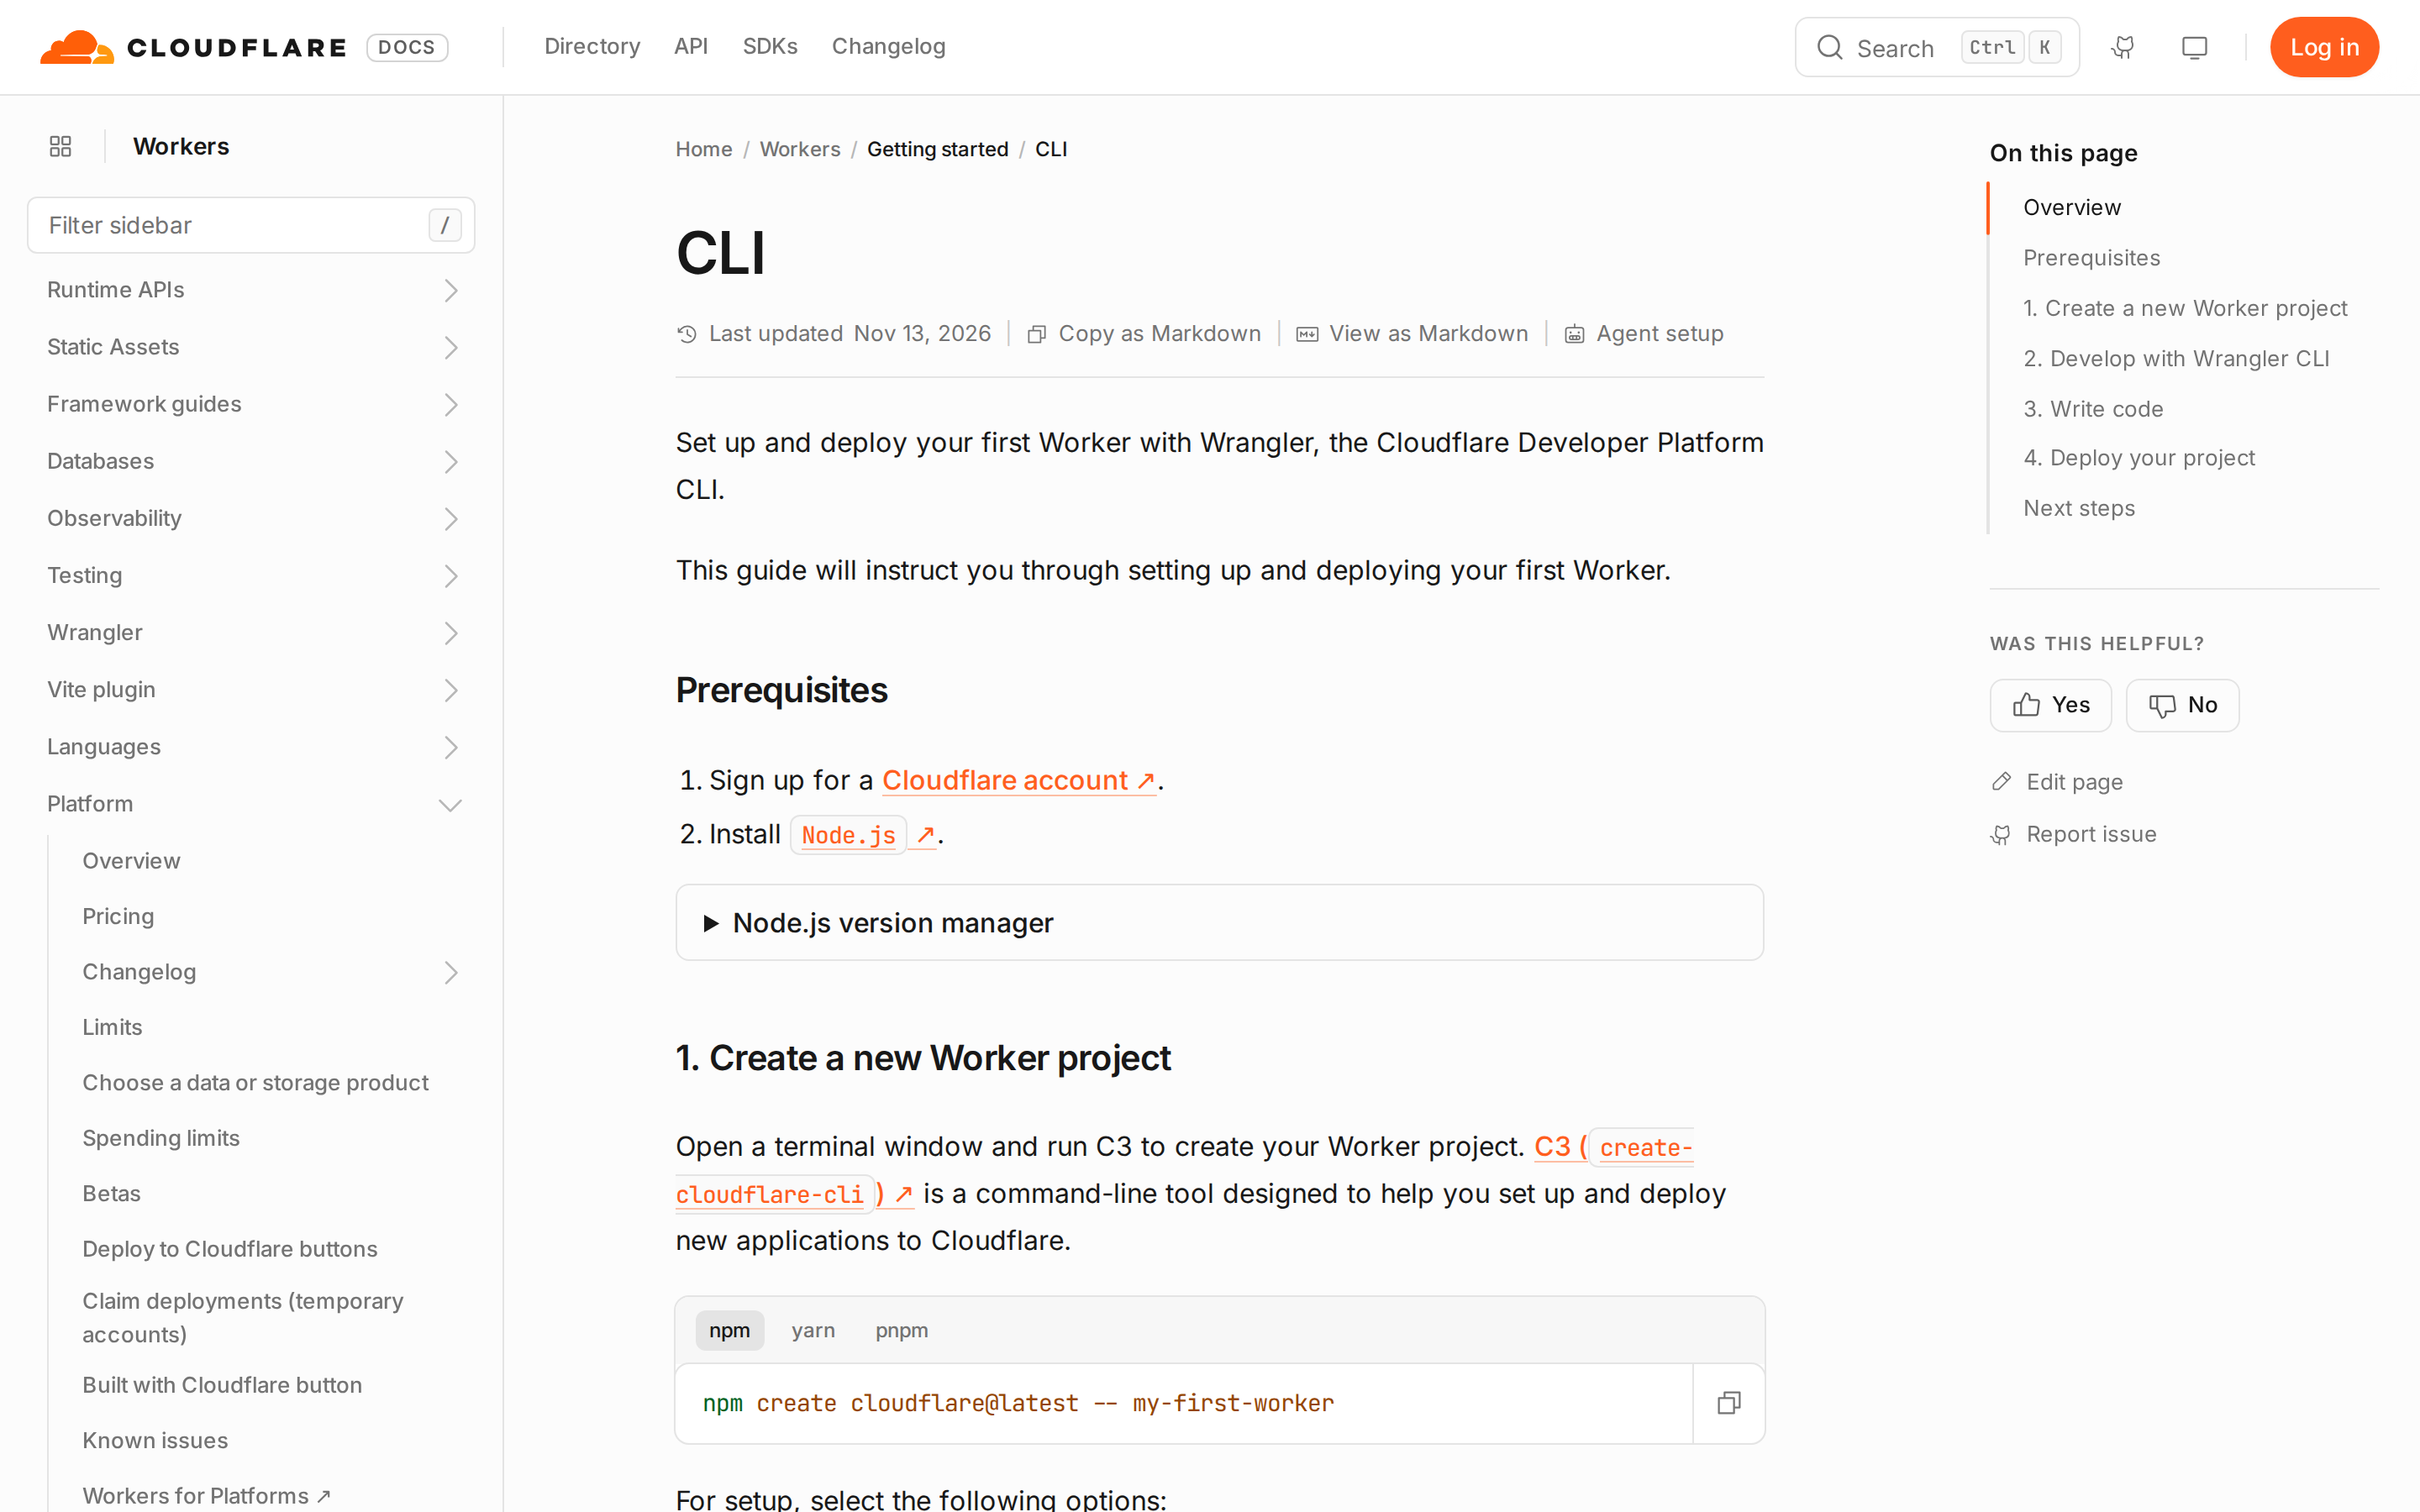 CLOUDFLARE DOCS
Directory API SDKs Changelog
Search Ctrl K
Log in
Workers
Filter sidebar /
Runtime APIs
Static Assets
Framework guides
Databases
Observability
Testing
Wrangler
Vite plugin
Languages
Platform
Overview
Pricing
Changelog
Limits
Choose a data or storage product
Spending limits
Betas
Deploy to Cloudflare buttons
Claim deployments (temporary
accounts)
Built with Cloudflare button
Known issues
Workers for Platforms ↗
Home / Workers / Getting started / CLI
CLI
Last updated Nov 13, 2026 | Copy as Markdown | View as Markdown | Agent setup
Set up and deploy your first Worker with Wrangler, the Cloudflare Developer Platform
CLI.
This guide will instruct you through setting up and deploying your first Worker.
Prerequisites
1. Sign up for a Cloudflare account ↗.
2. Install Node.js ↗.
▶ Node.js version manager
1. Create a new Worker project
Open a terminal window and run C3 to create your Worker project. C3 (create-
cloudflare-cli) ↗ is a command-line tool designed to help you set up and deploy
new applications to Cloudflare.
npm yarn pnpm
npm create cloudflare@latest -- my-first-worker
For setup, select the following options:
On this page
Overview
Prerequisites
1. Create a new Worker project
2. Develop with Wrangler CLI
3. Write code
4. Deploy your project
Next steps
WAS THIS HELPFUL?
Yes No
Edit page
Report issue